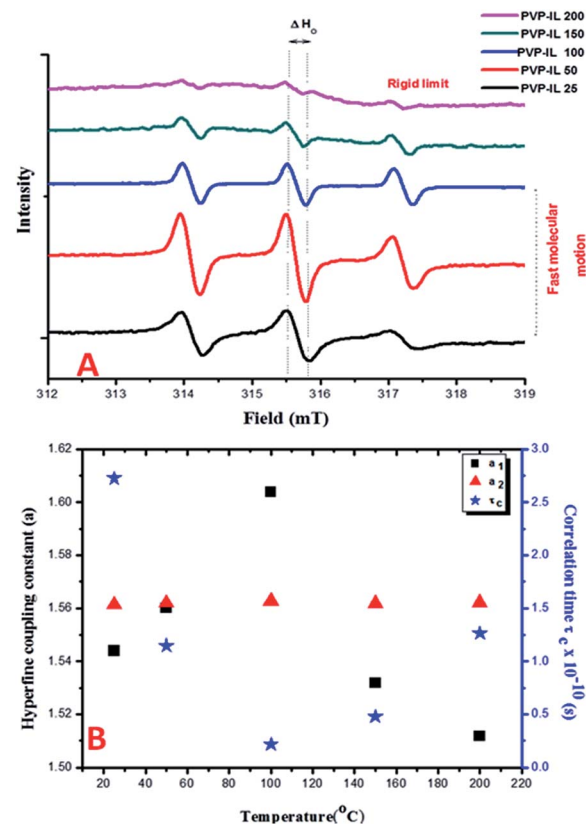 PVP-IL 200
PVP-IL 150
PVP-IL 100
PVP-IL 50
PVP-IL 25
Δ Ho
Rigid limit
Intensity
Fast molecular
motion
A
312 313 314 315 316 317 318 319
Field (mT)
1.62
1.60
1.58
1.56
1.54
1.52
1.50
Hyperfine coupling constant (a)
a1
a2
τc
3.0
2.5
2.0
1.5
1.0
0.5
0.0
Correlation time τ c x 10-10 (s)
B
20 40 60 80 100 120 140 160 180 200 220
Temperature(oC)